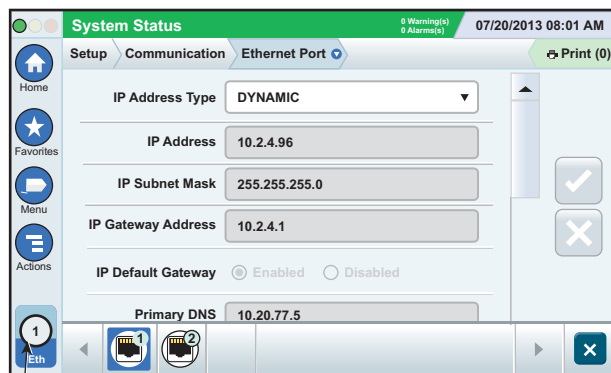 System Status
0 Warning(s)
0 Alarms(s)
07/20/2013 08:01 AM
Setup Communication Ethernet Port
Print (0)
Home
Favorites
Menu
Actions
IP Address Type DYNAMIC
IP Address 10.2.4.96
IP Subnet Mask 255.255.255.0
IP Gateway Address 10.2.4.1
IP Default Gateway Enabled Disabled
Primary DNS 10.20.77.5
1
Eth
1
2